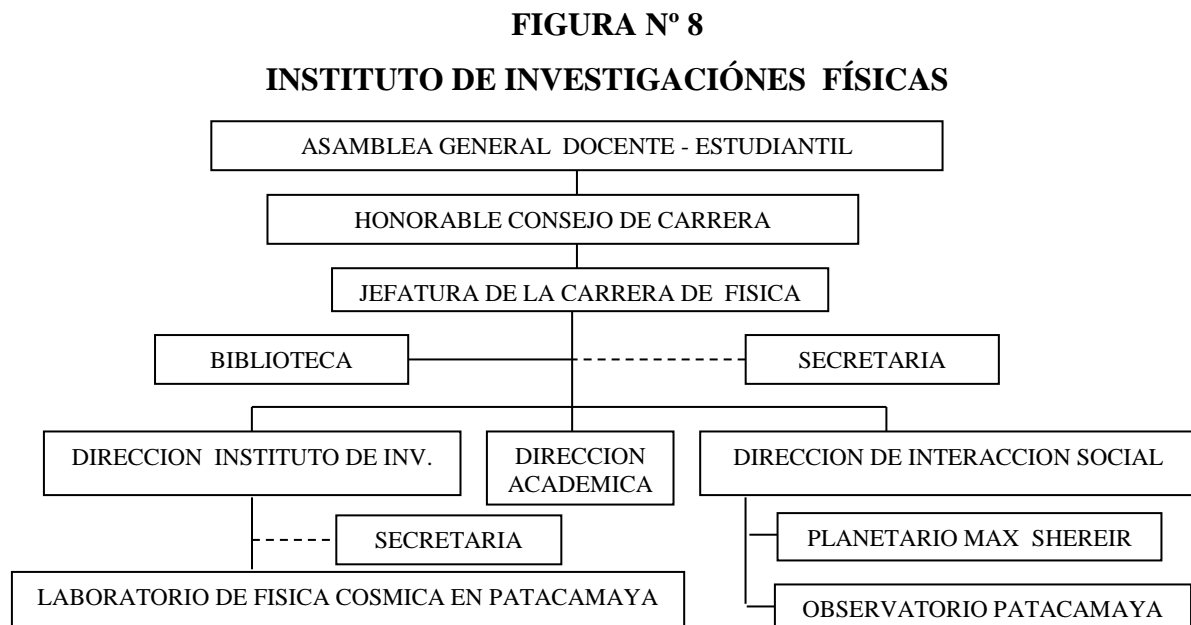 FIGURA Nº 8
INSTITUTO DE INVESTIGACIÓNES FÍSICAS
ASAMBLEA GENERAL DOCENTE - ESTUDIANTIL
HONORABLE CONSEJO DE CARRERA
JEFATURA DE LA CARRERA DE FISICA
BIBLIOTECA
SECRETARIA
DIRECCION INSTITUTO DE INV.
DIRECCION
ACADEMICA
DIRECCION DE INTERACCION SOCIAL
SECRETARIA
PLANETARIO MAX SHEREIR
LABORATORIO DE FISICA COSMICA EN PATACAMAYA
OBSERVATORIO PATACAMAYA